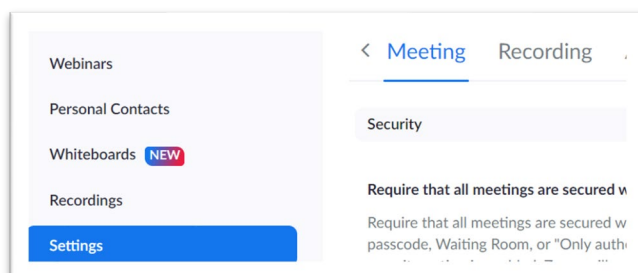 Webinars
Personal Contacts
Whiteboards NEW
Recordings
Settings
< Meeting Recording
Security
Require that all meetings are secured
Require that all meetings are secured
passcode, Waiting Room, or "Only